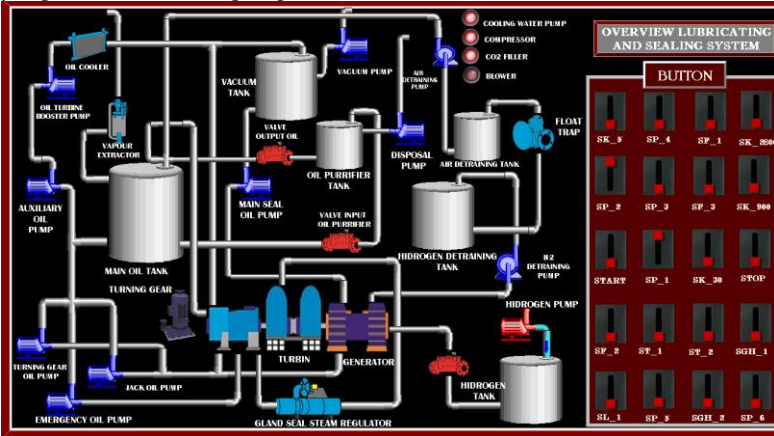 OIL COOLER
OIL TURBINE
BOOSTER PUMP
VAPOUR
EXTRACTOR
AUXILIARY
OIL
PUMP
MAIN OIL TANK
VACUUM
TANK
VACUUM PUMP
VALVE
OUTPUT OIL
OIL PURRIFIER
TANK
MAIN SEAL
OIL PUMP
VALVE INPUT
OIL PURRIFIER
AIR
DETRAINING
PUMP
DISPOSAL
PUMP
AIR DETRAINING TANK
FLOAT
TRAP
HIDROGEN DETRAINING
TANK
H2
DETRAINING
PUMP
TURNING GEAR
TURBIN
GENERATOR
HIDROGEN PUMP
HIDROGEN
TANK
TURNING GEAR
OIL PUMP
JACK OIL PUMP
EMERGENCY OIL PUMP
GLAND SEAL STEAM REGULATOR
COOLING WATER PUMP
COMPRESSOR
CO2 FILLER
BLOWER
OVERVIEW LUBRICATING
AND SEALING SYSTEM
BUTTON
SK_5 SP_4 SF_1
SP_2 SP_3 SF_3 SK_900
START SP_1 SK_30 STOP
SF_2 ST_1 ST_2 SGH_1
SL_1 SP_5 SGH_2 SP_6